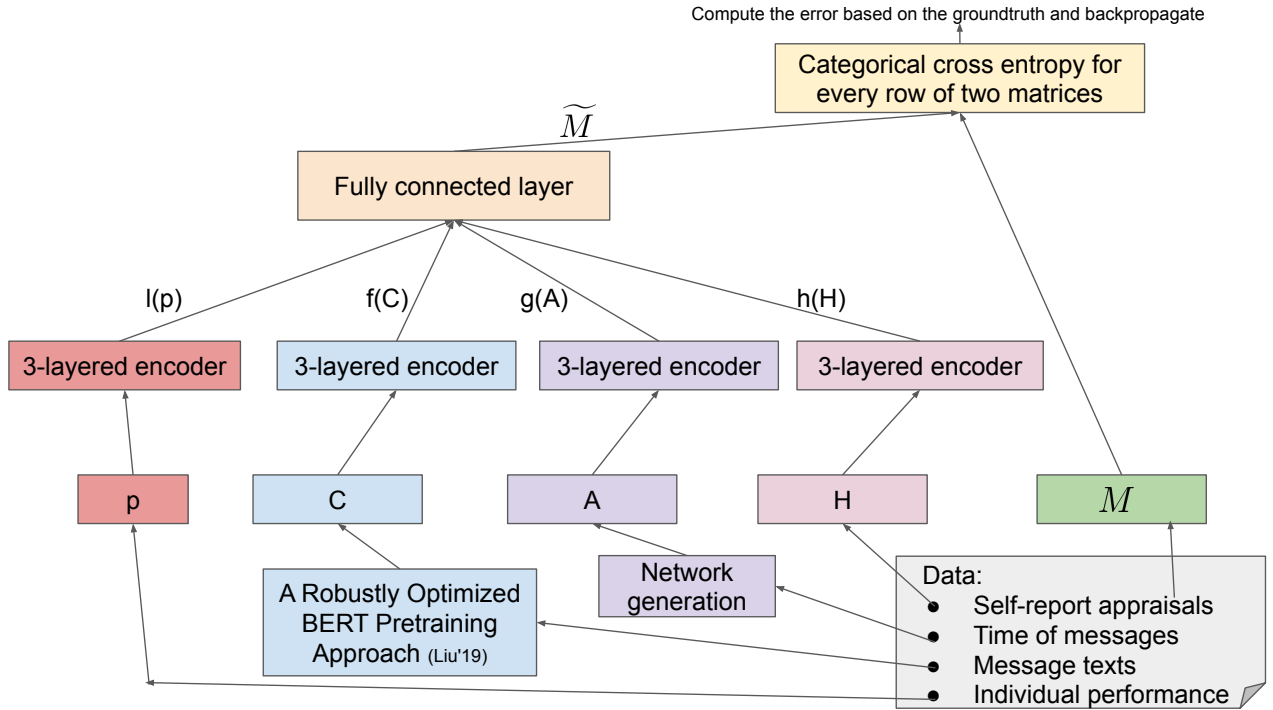 Compute the error based on the groundtruth and backpropagate
Categorical cross entropy for
every row of two matrices
M̃
Fully connected layer
l(p)
f(C)
g(A)
h(H)
3-layered encoder
3-layered encoder
3-layered encoder
3-layered encoder
p
C
A
H
M
A Robustly Optimized
BERT Pretraining
Approach (Liu'19)
Network
generation
Data:
● Self-report appraisals
● Time of messages
● Message texts
● Individual performance